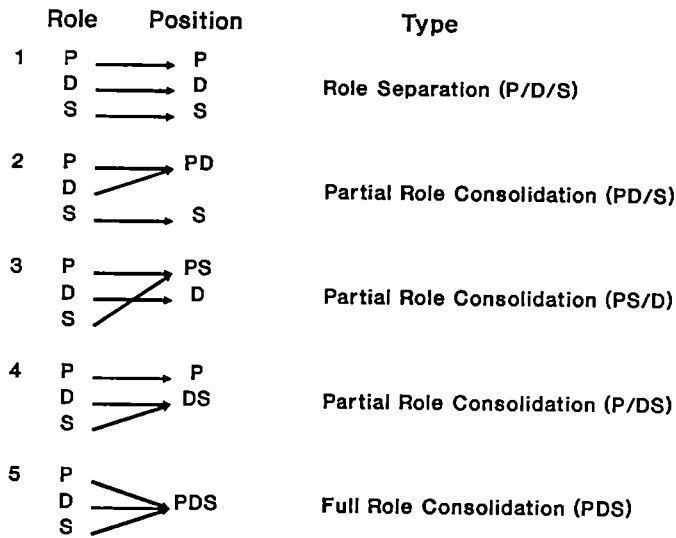 Role Position Type
1 P P
D D Role Separation (P/D/S)
S S
2 P PD
D Partial Role Consolidation (PD/S)
S S
3 P PS
D D Partial Role Consolidation (PS/D)
S
4 P P
D DS Partial Role Consolidation (P/DS)
S
5 P
D PDS Full Role Consolidation (PDS)
S